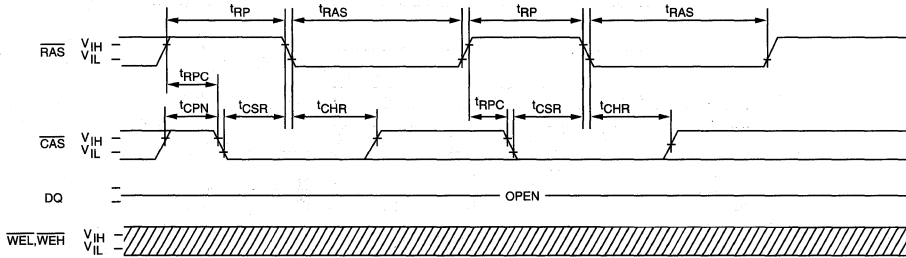 tRP tRAS tRP tRAS
RAS VIH
VIL
tRPC
tCPN tCSR tCHR tRPC tCSR tCHR
CAS VIH
VIL
DQ OPEN
WEL,WEH VIH
VIL